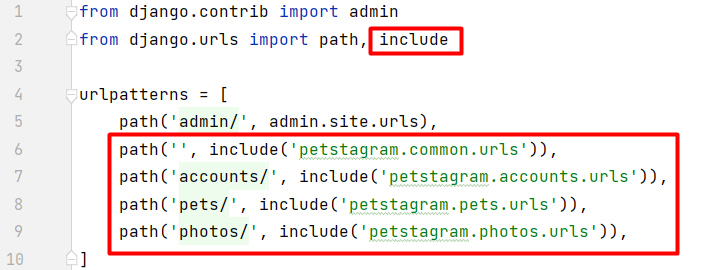 1 from django.contrib import admin
2 from django.urls import path, include
3
4 urlpatterns = [
5     path('admin/', admin.site.urls),
6     path('', include('petstagram.common.urls')),
7     path('accounts/', include('petstagram.accounts.urls')),
8     path('pets/', include('petstagram.pets.urls')),
9     path('photos/', include('petstagram.photos.urls')),
10 ]